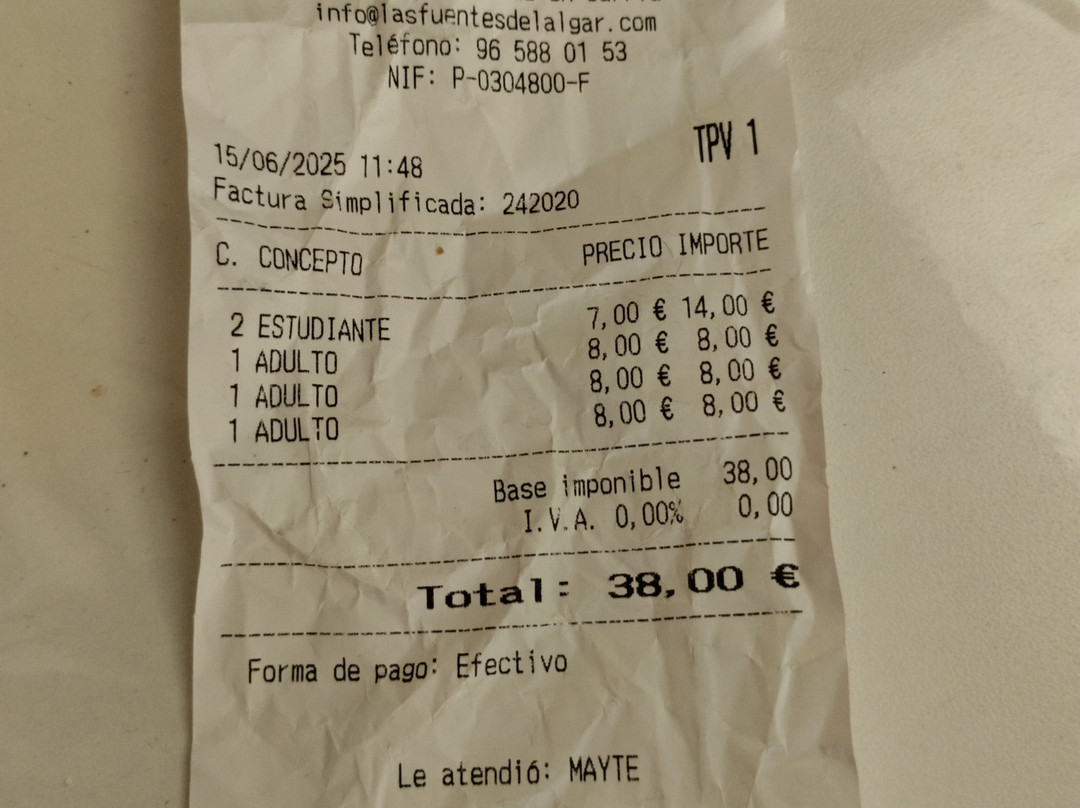 info@lasfuentesdelalgar.com
Teléfono: 96 588 01 53
NIF: P-0304800-F
TPV 1
15/06/2025 11:48
Factura Simplificada: 242020
C. CONCEPTO PRECIO IMPORTE
2 ESTUDIANTE 7,00 € 14,00 €
1 ADULTO 8,00 € 8,00 €
1 ADULTO 8,00 € 8,00 €
1 ADULTO 8,00 € 8,00 €
Base imponible 38,00
I.V.A. 0,00% 0,00
Total: 38,00 €
Forma de pago: Efectivo
Le atendió: MAYTE